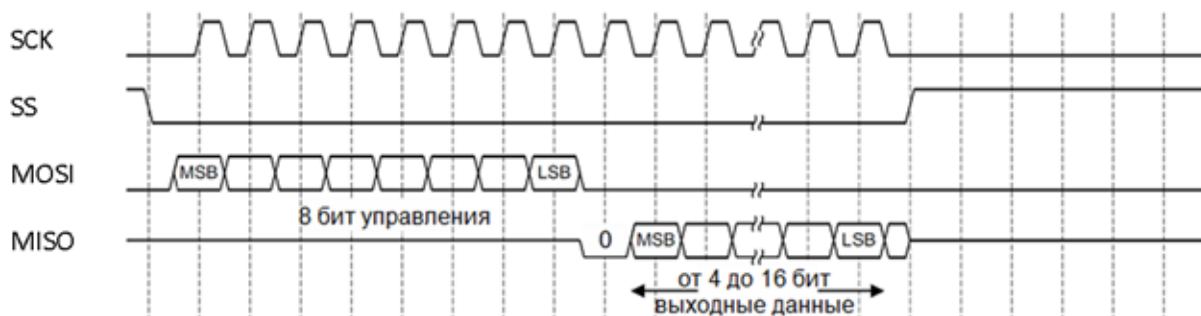 SCK
SS
MOSI
MSB
LSB
8 бит управления
MISO
0
MSB
LSB
от 4 до 16 бит
выходные данные